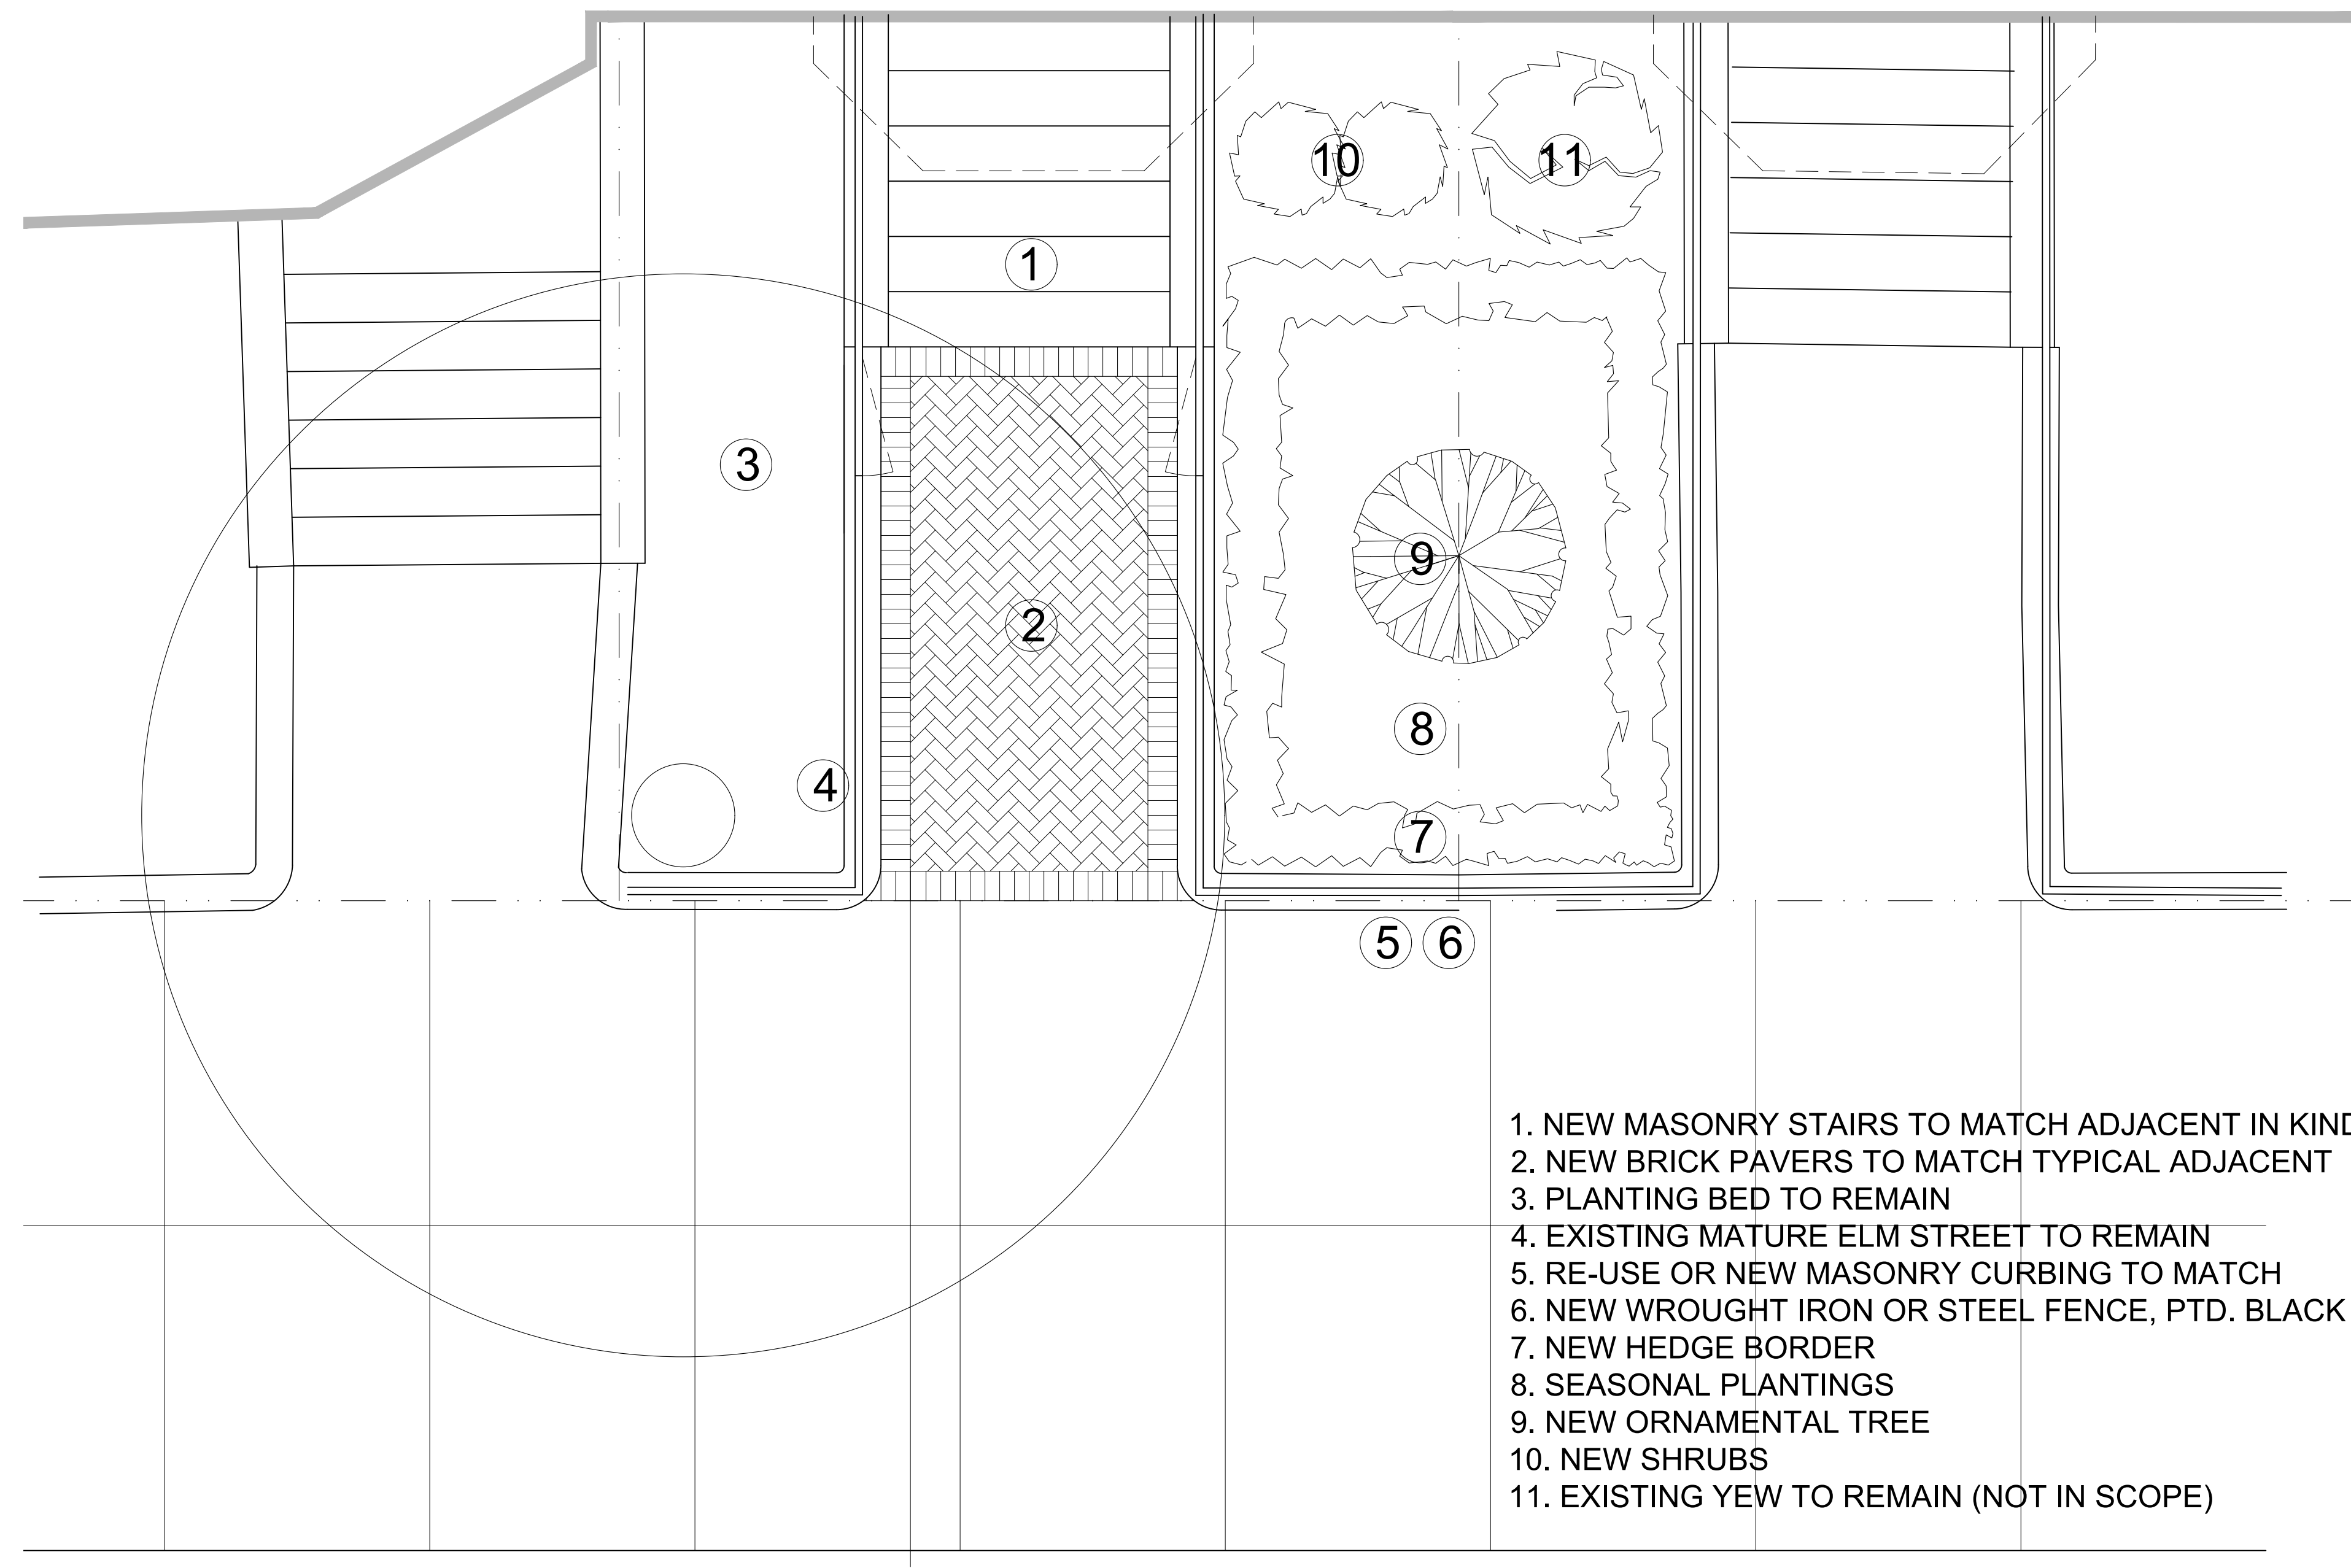 10
11
1
3
9
2
8
4
7
5 6
1. NEW MASONRY STAIRS TO MATCH ADJACENT IN KIND
2. NEW BRICK PAVERS TO MATCH TYPICAL ADJACENT
3. PLANTING BED TO REMAIN
4. EXISTING MATURE ELM STREET TO REMAIN
5. RE-USE OR NEW MASONRY CURBING TO MATCH
6. NEW WROUGHT IRON OR STEEL FENCE, PTD. BLACK
7. NEW HEDGE BORDER
8. SEASONAL PLANTINGS
9. NEW ORNAMENTAL TREE
10. NEW SHRUBS
11. EXISTING YEW TO REMAIN (NOT IN SCOPE)